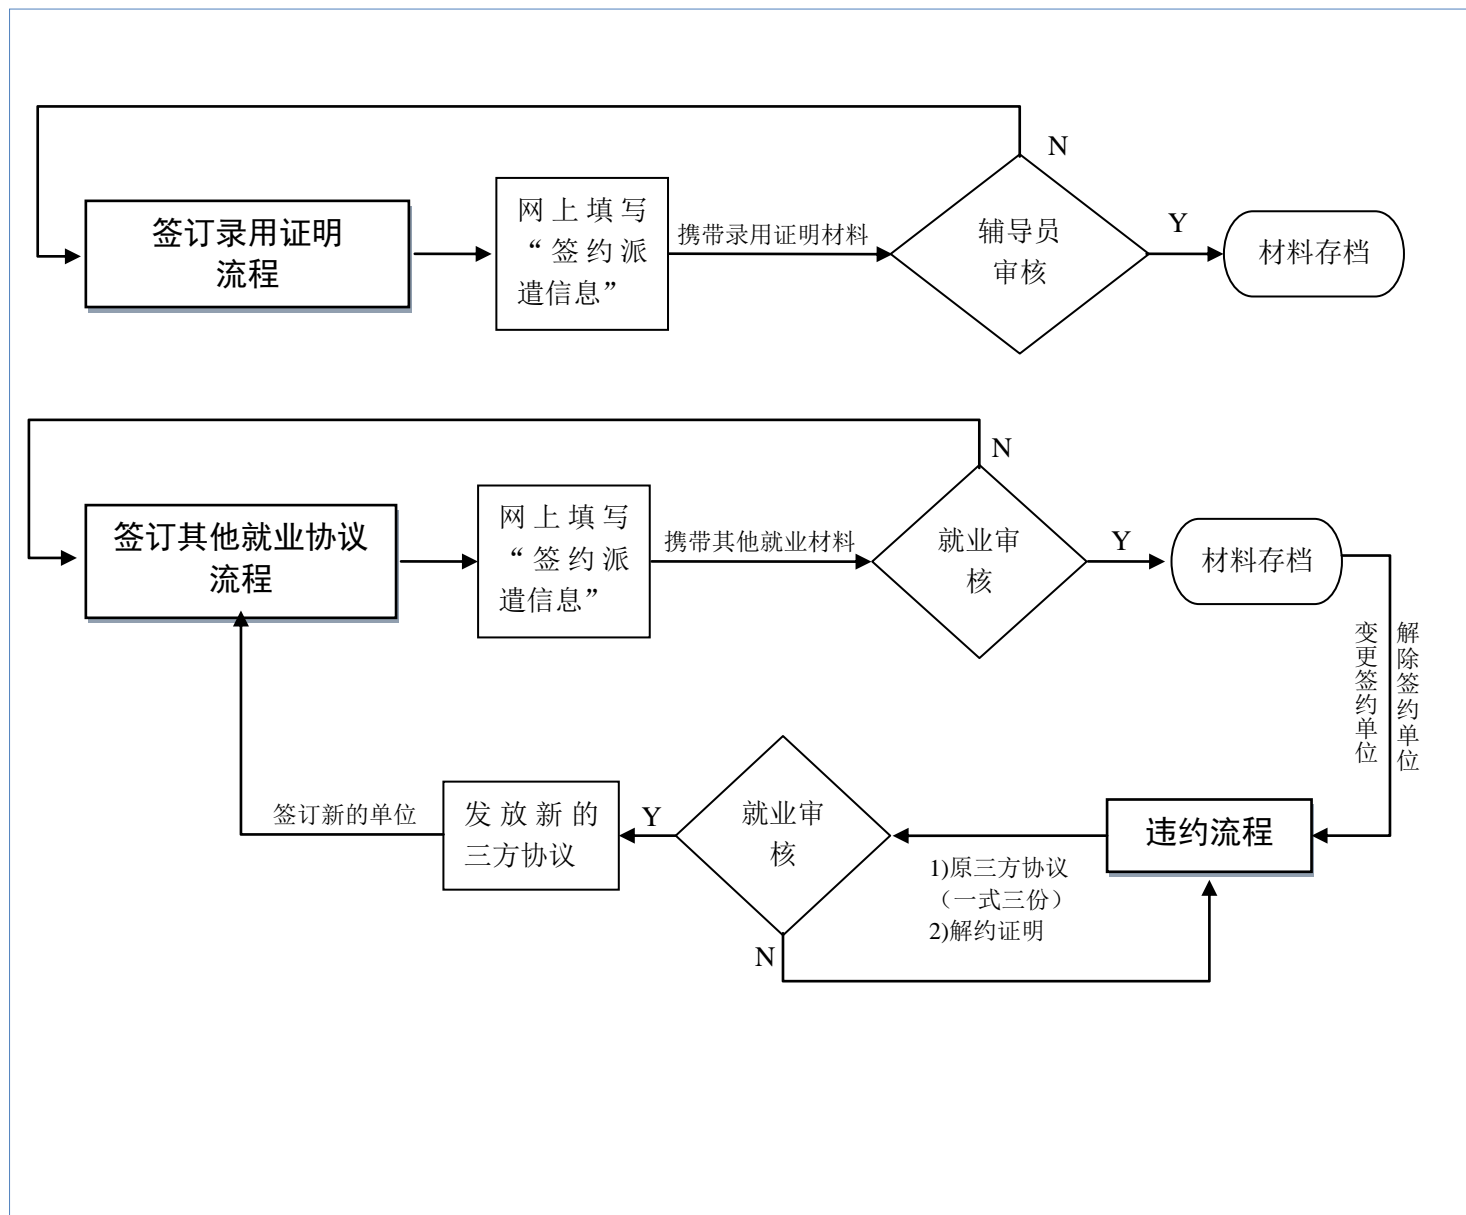 N
签订录用证明
流程
网上填写
“签约派
遣信息”
携带录用证明材料
辅导员
审核
Y
材料存档
N
签订其他就业协议
流程
网上填写
“签约派
遣信息”
携带其他就业材料
就业审
核
Y
材料存档
变更签约单位
解除签约单位
违约流程
1)原三方协议
（一式三份）
2)解约证明
就业审
核
Y
N
发放新的
三方协议
签订新的单位